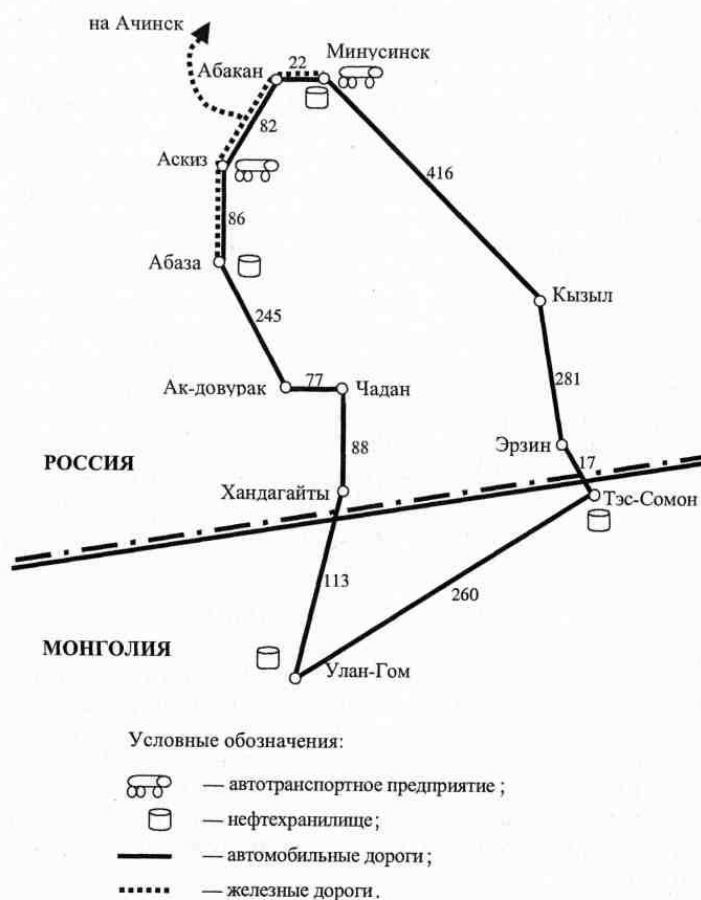 на Ачинск
Минусинск
Абакан
22
82
Аскиз
416
86
Абаза
Кызыл
245
77
Ак-довурак
Чадан
281
88
Эрзин
РОССИЯ
17
Хандагайты
Тэс-Сомон
113
260
МОНГОЛИЯ
Улан-Гом
Условные обозначения:
— автотранспортное предприятие;
— нефтехранилище;
— автомобильные дороги;
— железные дороги.